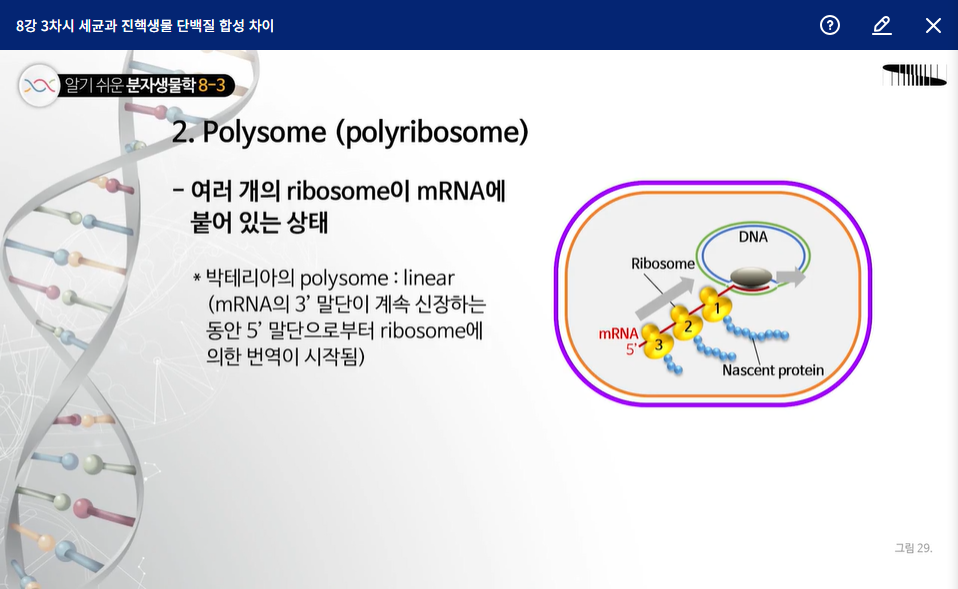 8강 3차시 세균과 진핵생물 단백질 합성 차이
알기 쉬운 분자생물학 8-3
2. Polysome (polyribosome)
– 여러 개의 ribosome이 mRNA에
붙어 있는 상태
* 박테리아의 polysome : linear
(mRNA의 3’ 말단이 계속 신장하는
동안 5’ 말단으로부터 ribosome에
의한 번역이 시작됨)
DNA
Ribosome
1
2
mRNA
3
5’
Nascent protein
그림 29.